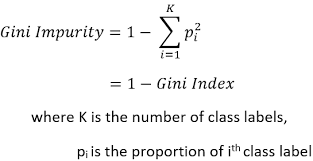 Gini Impurity = 1 − ∑_{i=1}^{K} p_i^2
= 1 − Gini Index
where K is the number of class labels,
p_i is the proportion of i^th class label